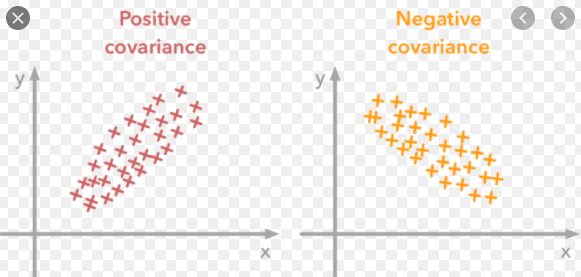 Positive
covariance
Negative
covariance
y
x
y
x